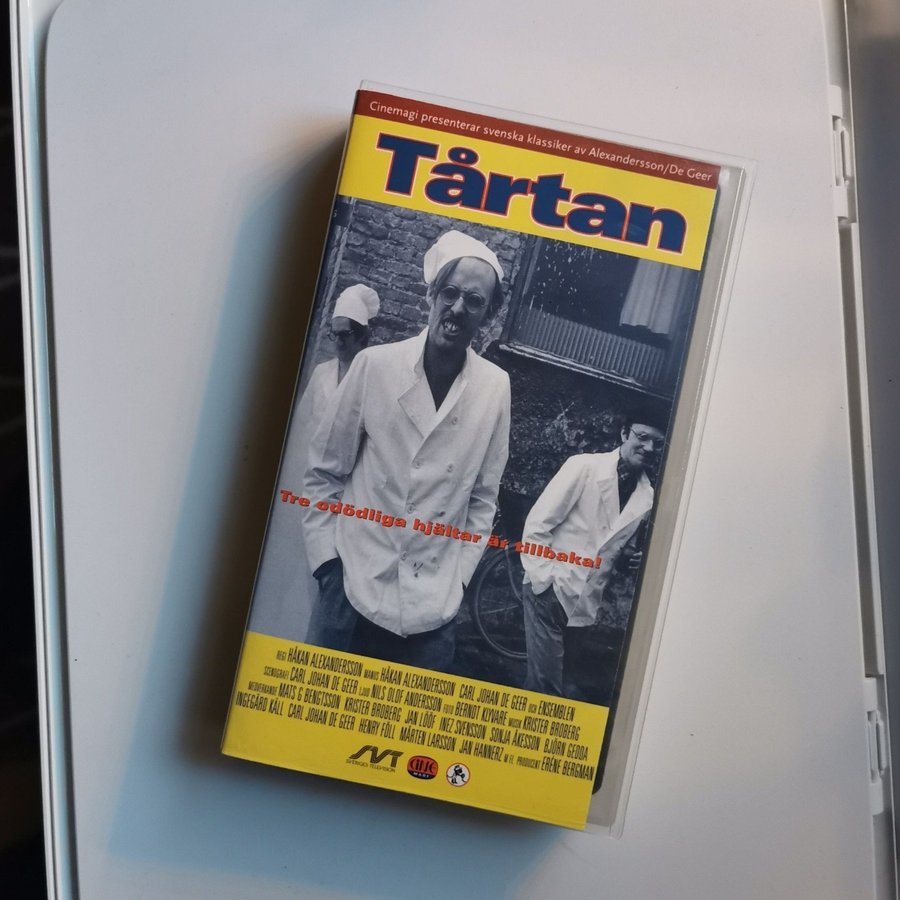 Cinemagi presenterar svenska klassiker av Alexandersson/De Geer
Tårtan
Tre odödliga hjältar är tillbaka!
REGI HÅKAN ALEXANDERSSON MANUS HÅKAN ALEXANDERSSON CARL JOHAN DE GEER OCH ENSEMBLEN
SCENOGRAFI CARL JOHAN DE GEER LJUD NILS OLOF ANDERSSON FOTO BERNDT KLYVARE MUSIK KRISTER BROBERG
MEDVERKANDE MATS G BENGTSSON KRISTER BROBERG JAN LÖÖF INEZ SVENSSON SONJA ÅKESSON BJÖRN GEDDA
INGEGÄRD KÄLL CARL JOHAN DE GEER HENRY FÖLL MÅRTEN LARSSON JAN HANNERZ M FL PRODUCENT ERÉNE BERGMAN
SVT
SVERIGES TELEVISION
CINE
MAGI